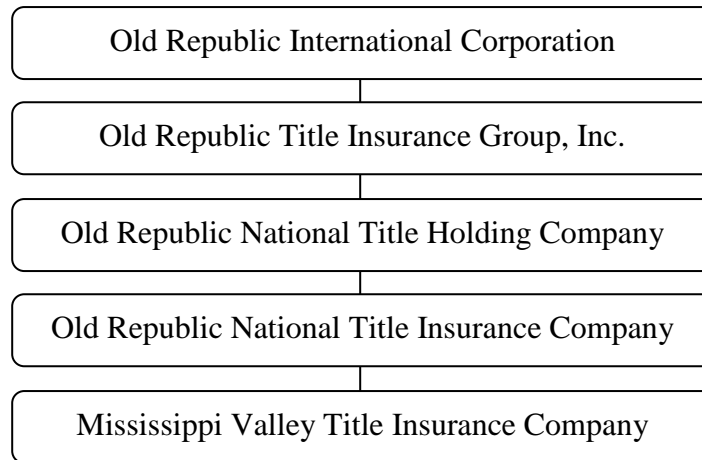 Old Republic International Corporation
Old Republic Title Insurance Group, Inc.
Old Republic National Title Holding Company
Old Republic National Title Insurance Company
Mississippi Valley Title Insurance Company